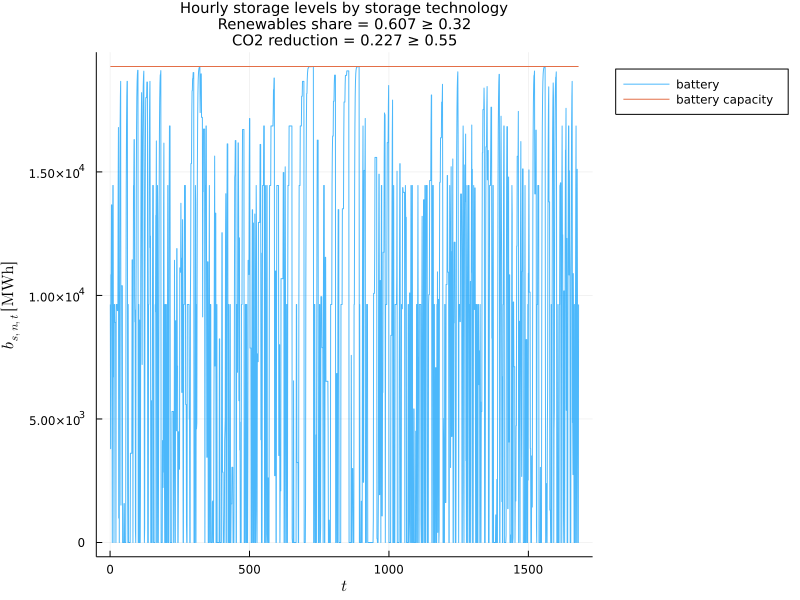 Hourly storage levels by storage technology
Renewables share = 0.607 ≥ 0.32
CO2 reduction = 0.227 ≥ 0.55
battery
battery capacity
b_{s,n,t} [MWh]
1.50×10⁴
1.00×10⁴
5.00×10³
0
0 500 1000 1500
t